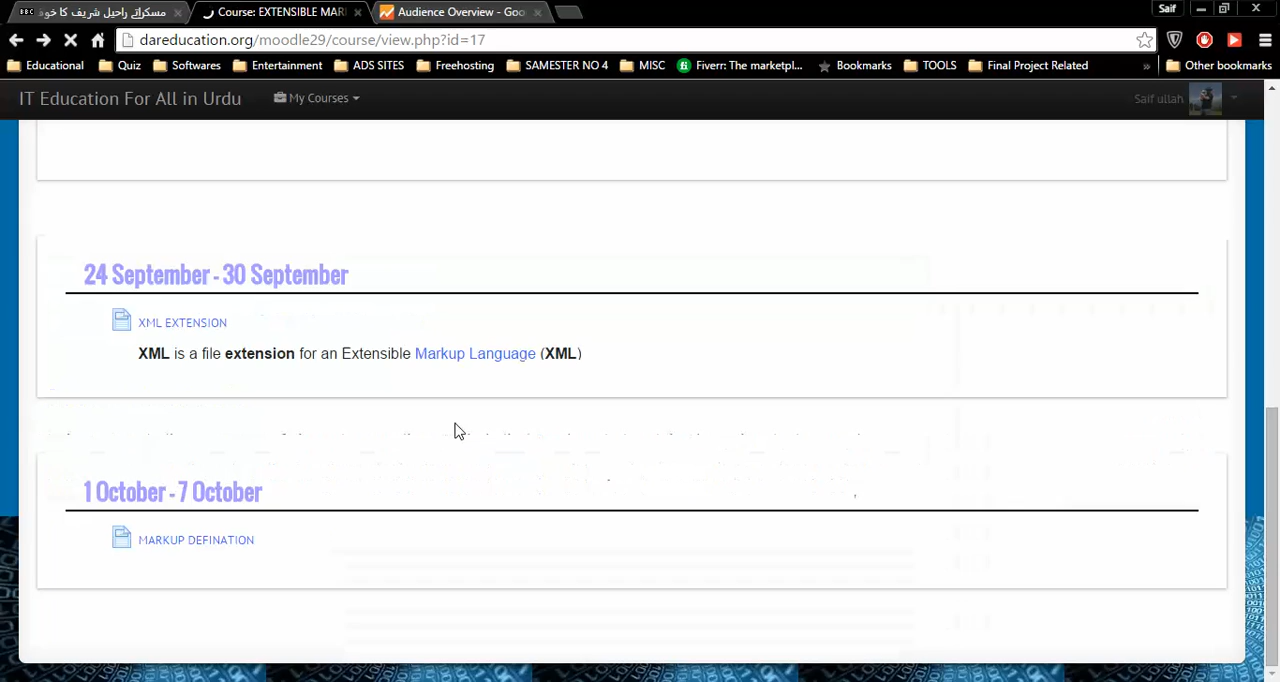 BBC مسکراتے راحیل شریف کا خو
Course: EXTENSIBLE MAR
Audience Overview - Goo
Saif
dareducation.org/moodle29/course/view.php?id=17
Educational Quiz Softwares Entertainment ADS SITES Freehosting SAMESTER NO 4 MISC Fiverr: The marketpl... Bookmarks TOOLS Final Project Related » Other bookmarks
IT Education For All in Urdu My Courses Saif ullah
24 September - 30 September
XML EXTENSION
XML is a file extension for an Extensible Markup Language (XML)
1 October - 7 October
MARKUP DEFINATION